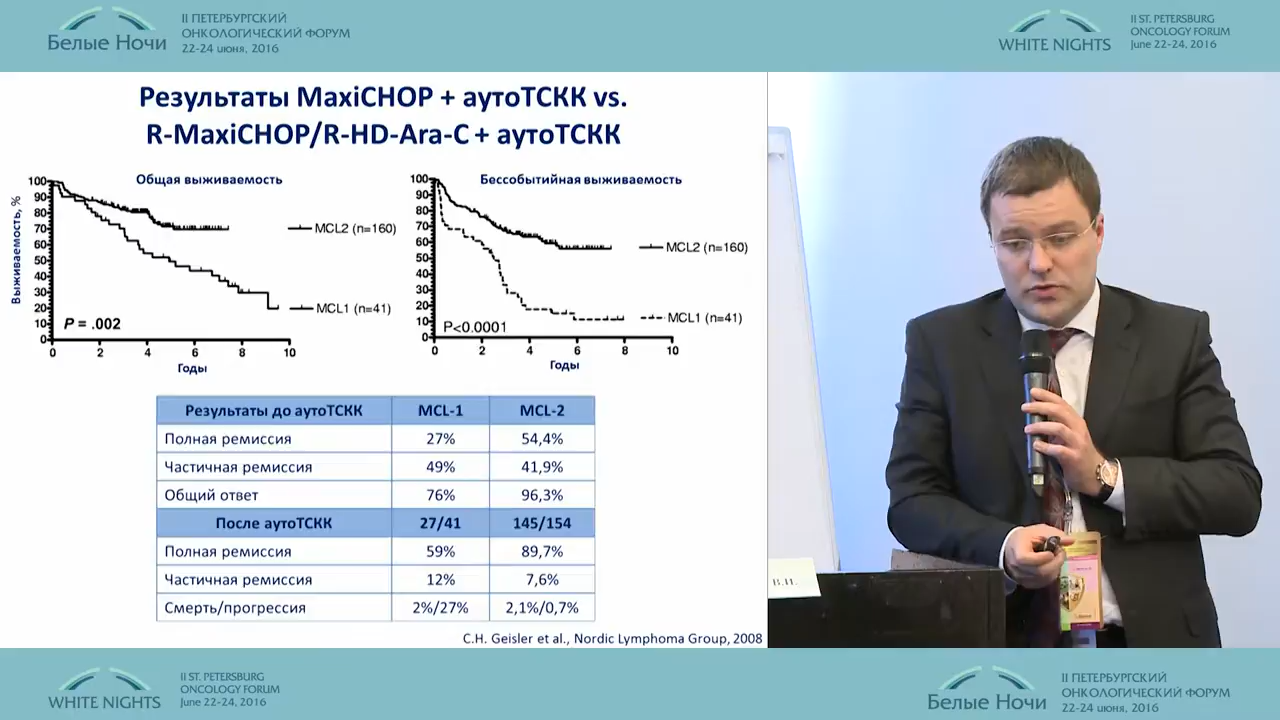 II ПЕТЕРБУРГСКИЙ
ОНКОЛОГИЧЕСКИЙ ФОРУМ
Белые Ночи
22-24 июня, 2016
WHITE NIGHTS
II ST. PETERSBURG
ONCOLOGY FORUM
June 22-24, 2016
Результаты MaxiCHOP + аутоТСКК vs.
R-MaxiCHOP/R-HD-Ara-C + аутоТСКК
Общая выживаемость
Выживаемость, %
100
90
80
70
60
50
40
30
20
10
0
MCL2 (n=160)
MCL1 (n=41)
P = .002
0 2 4 6 8 10
Годы
Бессобытийная выживаемость
100
90
80
70
60
50
40
30
20
10
0
MCL2 (n=160)
MCL1 (n=41)
P<0.0001
0 2 4 6 8 10
Годы
Результаты до аутоТСКК MCL-1 MCL-2
Полная ремиссия 27% 54,4%
Частичная ремиссия 49% 41,9%
Общий ответ 76% 96,3%
После аутоТСКК 27/41 145/154
Полная ремиссия 59% 89,7%
Частичная ремиссия 12% 7,6%
Смерть/прогрессия 2%/27% 2,1%/0,7%
C.H. Geisler et al., Nordic Lymphoma Group, 2008
В.И.
WHITE NIGHTS
II ST. PETERSBURG
ONCOLOGY FORUM
June 22-24, 2016
Белые Ночи
II ПЕТЕРБУРГСКИЙ
ОНКОЛОГИЧЕСКИЙ ФОРУМ
22-24 июня, 2016